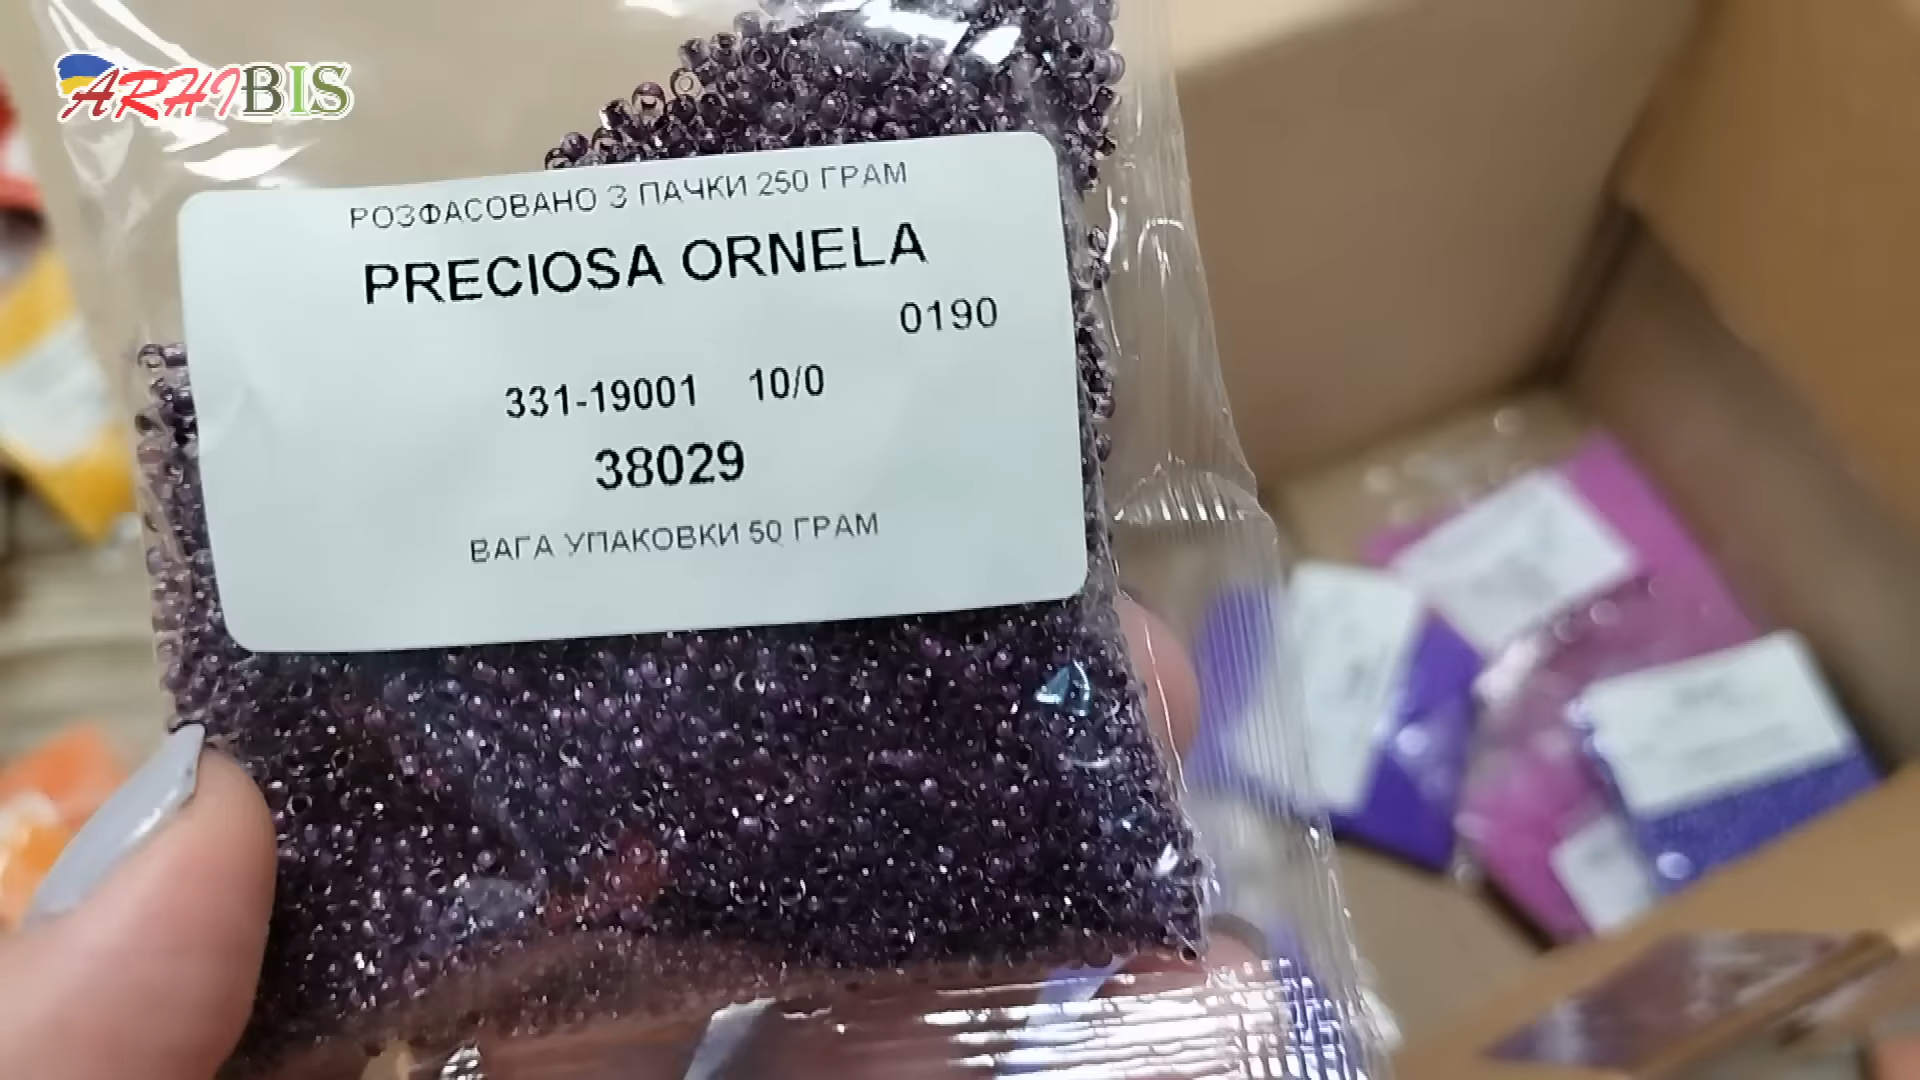 ARHIBIS
РОЗФАСОВАНО З ПАЧКИ 250 ГРАМ
PRECIOSA ORNELA
0190
331-19001 10/0
38029
ВАГА УПАКОВКИ 50 ГРАМ